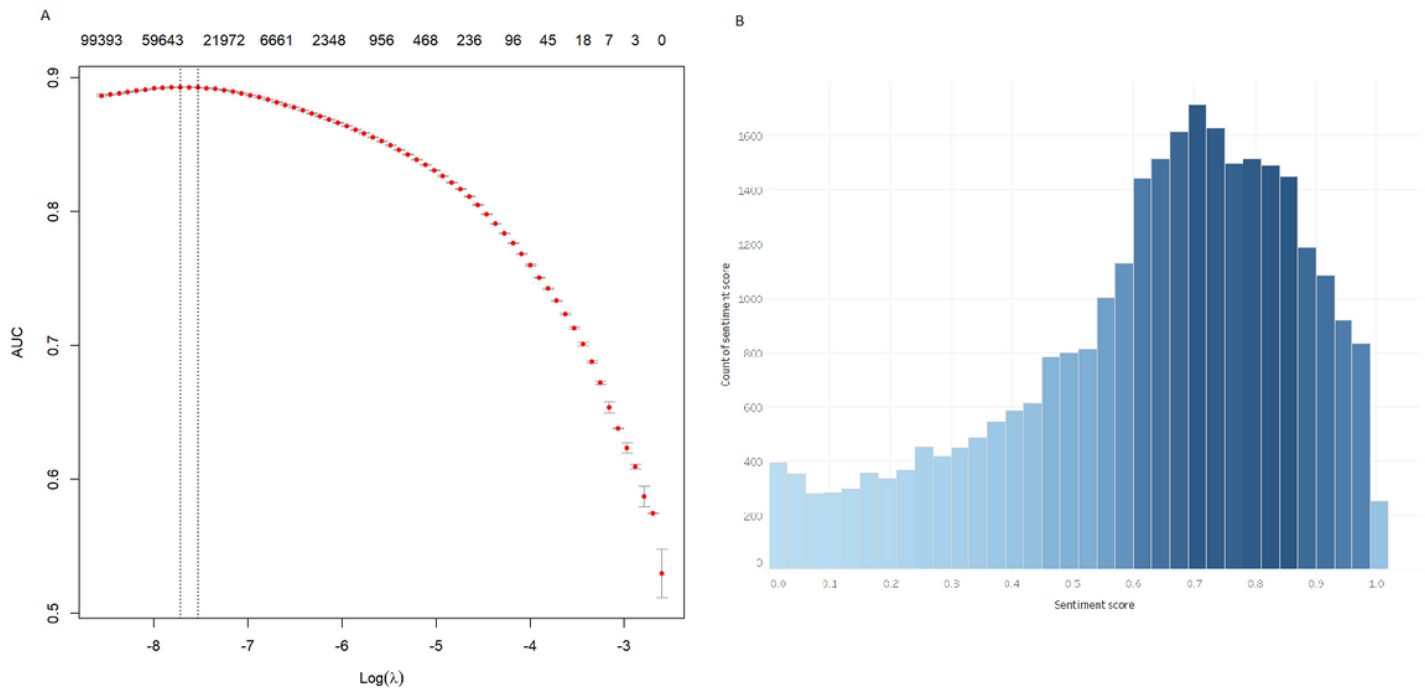 A
99393 59643 21972 6661 2348 956 468 236 96 45 18 7 3 0
0.9
0.8
0.7
0.6
0.5
AUC
-8 -7 -6 -5 -4 -3
Log(λ)
B
1600
1400
1200
1000
800
600
400
200
0
Count of sentiment score
0.0 0.1 0.2 0.3 0.4 0.5 0.6 0.7 0.8 0.9 1.0
Sentiment score